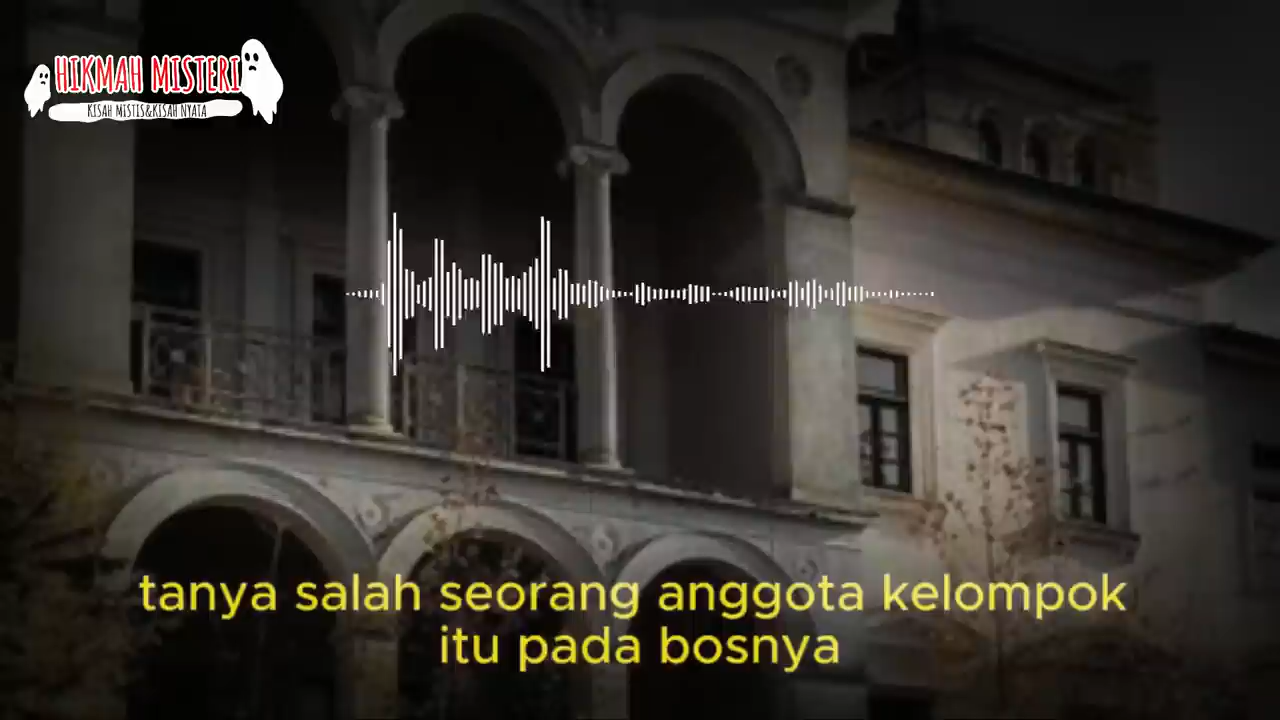 HIKMAH MISTERI
KISAH MISTIS&KISAH NYATA
tanya salah seorang anggota kelompok
itu pada bosnya